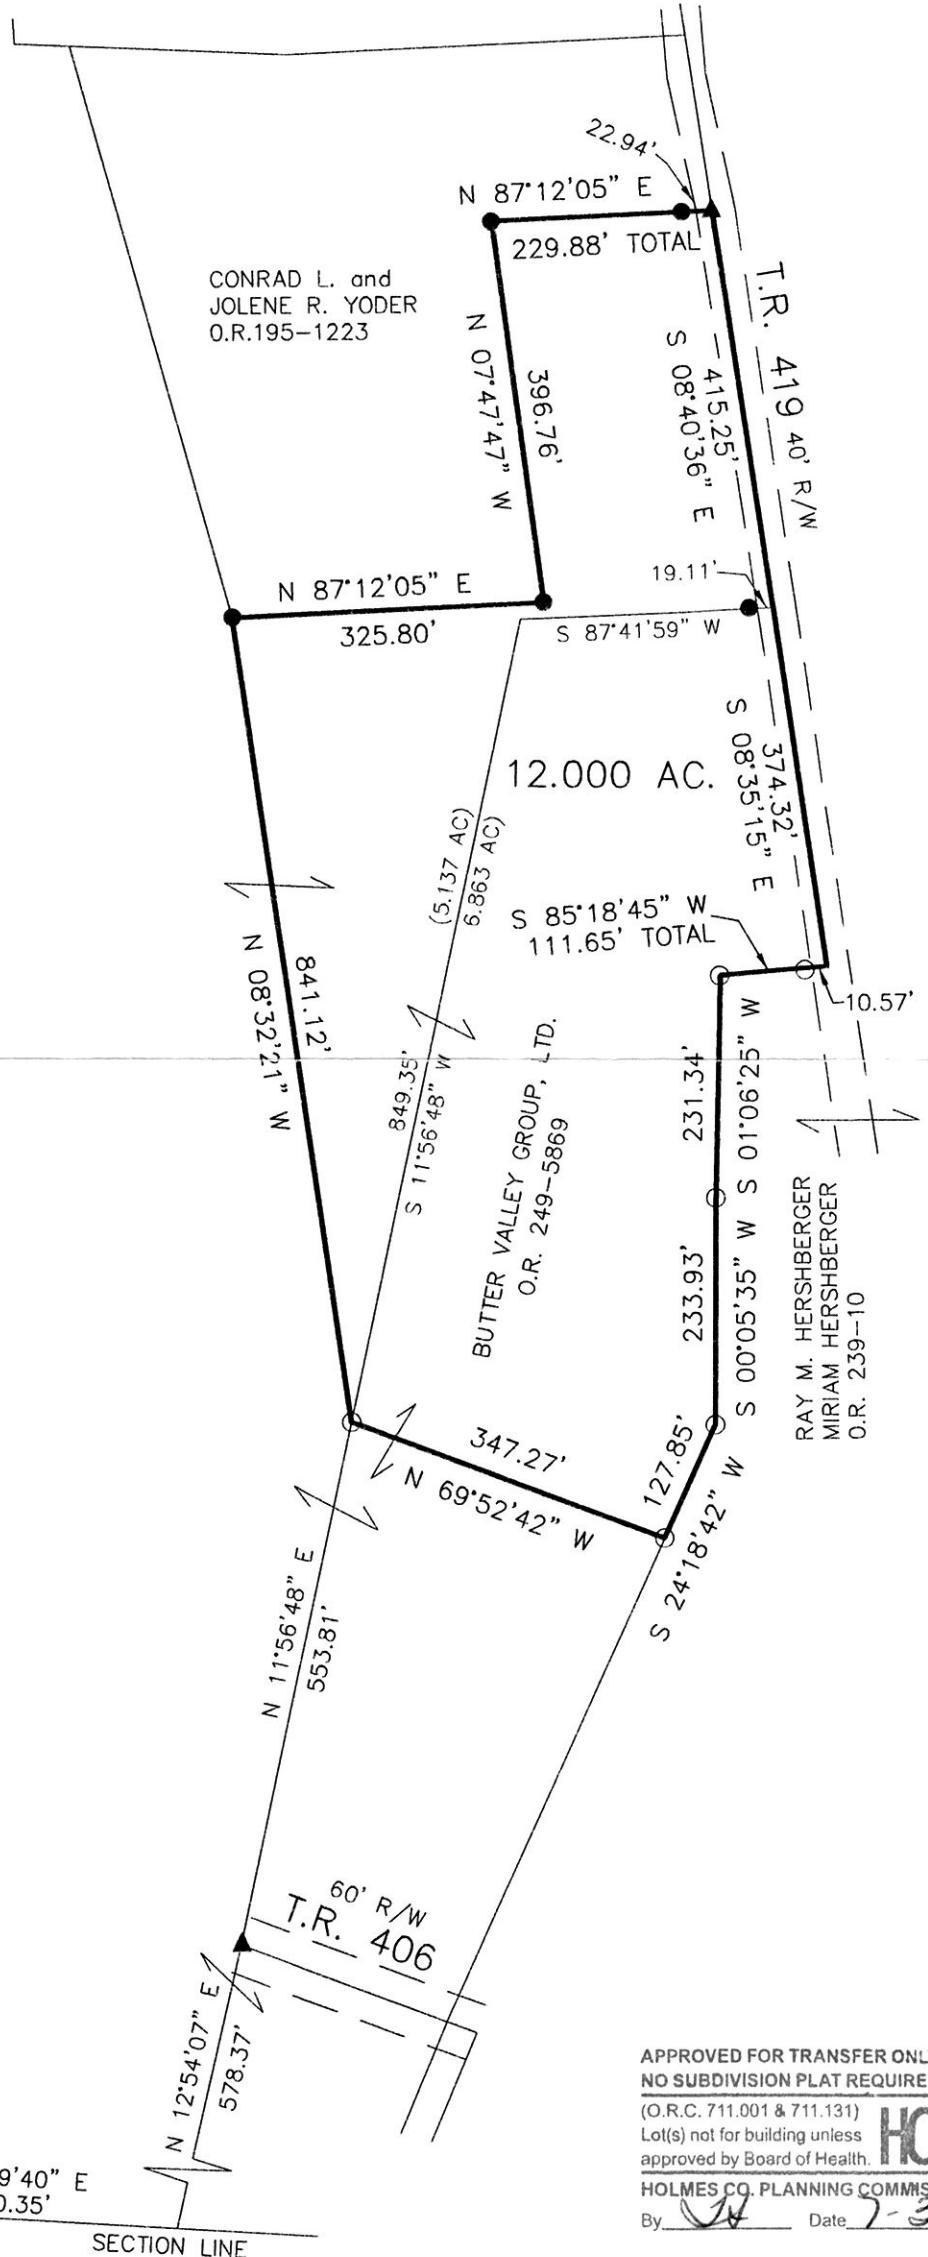 22.94'
N 87°12'05" E
229.88' TOTAL
CONRAD L. and
JOLENE R. YODER
O.R.195-1223
T.R. 419 40' R/W
N 07°47'47" W
396.76'
S 08°40'36" E
415.25'
N 87°12'05" E
325.80'
19.11'
S 87°41'59" W
12.000 AC.
S 08°35'15" E
374.32'
(5.137 AC)
6.863 AC)
S 85°18'45" W
111.65' TOTAL
10.57'
N 08°32'21" W
841.12'
849.35'
S 11°56'48" W
BUTTER VALLEY GROUP, LTD.
O.R. 249-5869
231.34'
S 01°06'25" W
233.93'
S 00°05'35" W
RAY M. HERSHBERGER
MIRIAM HERSHBERGER
O.R. 239-10
347.27'
N 69°52'42" W
127.85'
S 24°18'42" W
N 11°56'48" E
553.81'
60' R/W
T.R. 406
N 12°54'07" E
578.37'
9'40" E
0.35'
SECTION LINE
APPROVED FOR TRANSFER ONL
NO SUBDIVISION PLAT REQUIRE
(O.R.C. 711.001 & 711.131)
Lot(s) not for building unless
approved by Board of Health.
HO
HOLMES CO. PLANNING COMMIS
By Date 7-3